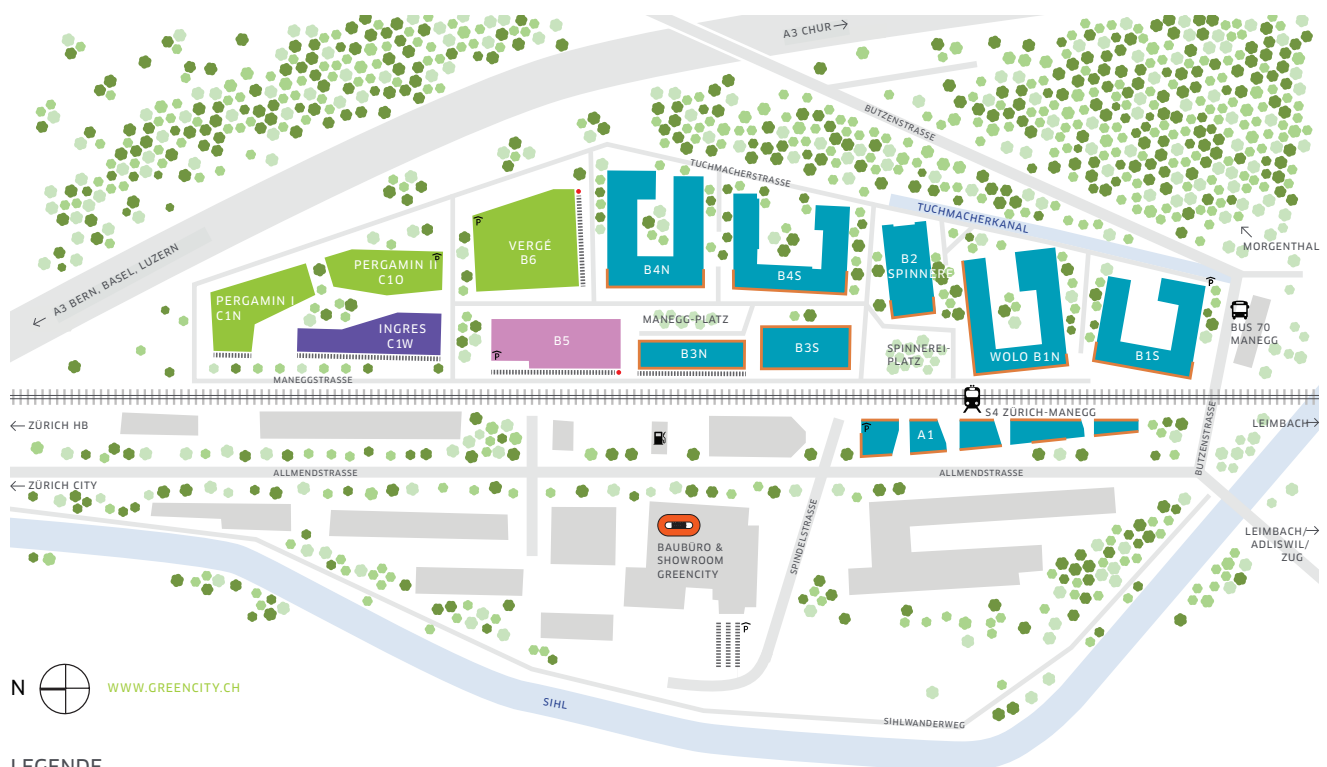 A3 CHUR
BUTZENSTRASSE
TUCHMACHERSTRASSE
TUCHMACHERKANAL
MORGENTHAL
A3 BERN, BASEL, LUZERN
VERGÉ
B6
B4N
B4S
B2
SPINNERE
PERGAMIN II
C1O
PERGAMIN I
C1N
INGRES
C1W
MANEGG-PLATZ
B5
B3N
B3S
SPINNEREI-
PLATZ
WOLO B1N
B1S
P
P
P
P
BUS 70
MANEGG
MANEGGSTRASSE
S4 ZÜRICH-MANEGG
ZÜRICH HB
P
A1
LEIMBACH
BUTZENSTRASSE
ALLMENDSTRASSE
ALLMENDSTRASSE
ZÜRICH CITY
SPINDELSTRASSE
BAUBÜRO &
SHOWROOM
GREENCITY
LEIMBACH/
ADLISWIL/
ZUG
P
N
WWW.GREENCITY.CH
SIHL
SIHLWANDERWEG
LEGENDE